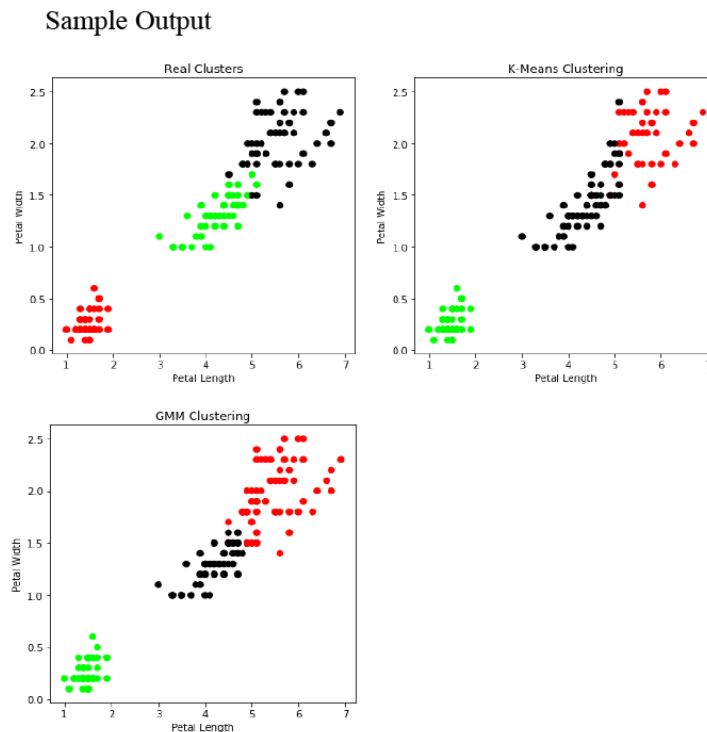 Sample Output
Real Clusters
2.5
2.0
1.5
1.0
0.5
0.0
Petal Width
1 2 3 4 5 6 7
Petal Length
K-Means Clustering
2.5
2.0
1.5
1.0
0.5
0.0
Petal Width
1 2 3 4 5 6 7
Petal Length
GMM Clustering
2.5
2.0
1.5
1.0
0.5
0.0
Petal Width
1 2 3 4 5 6 7
Petal Length